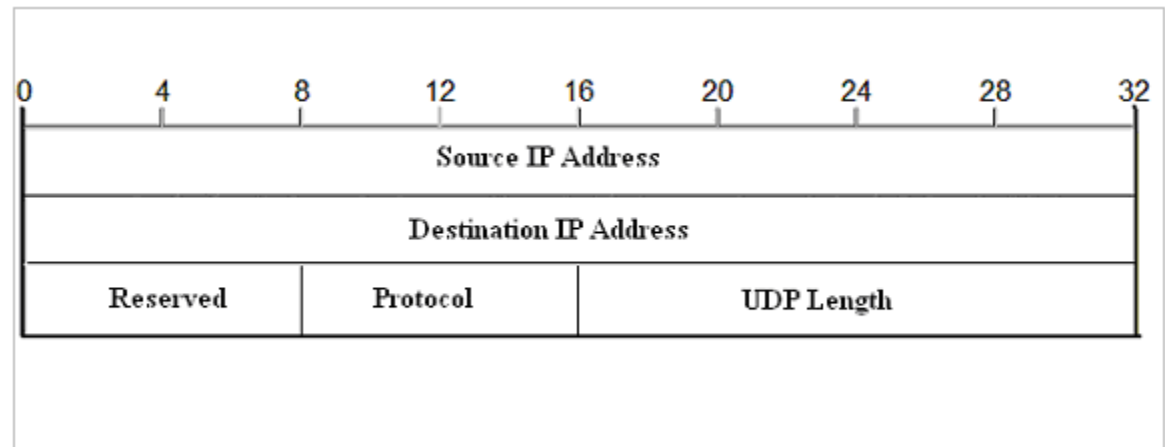 0 4 8 12 16 20 24 28 32
Source IP Address
Destination IP Address
Reserved Protocol UDP Length